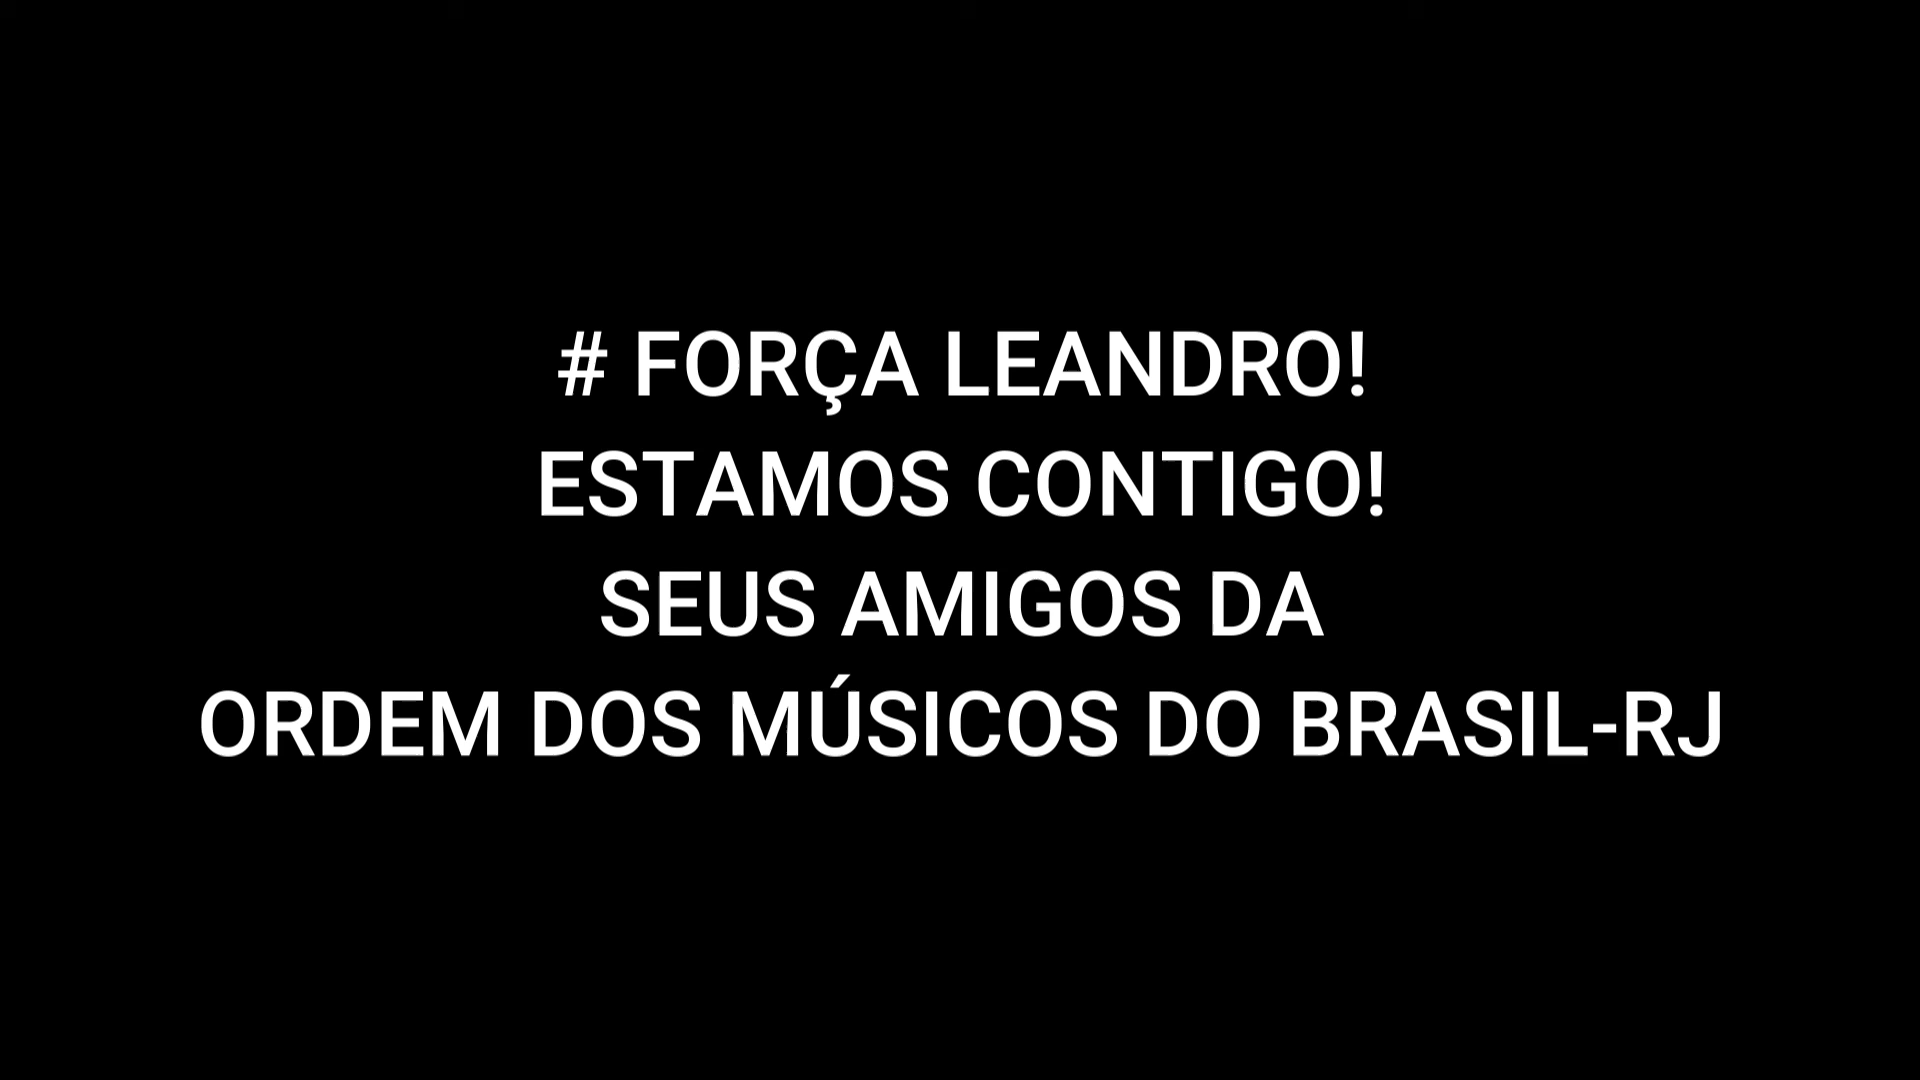 # FORÇA LEANDRO!
ESTAMOS CONTIGO!
SEUS AMIGOS DA
ORDEM DOS MÚSICOS DO BRASIL-RJ